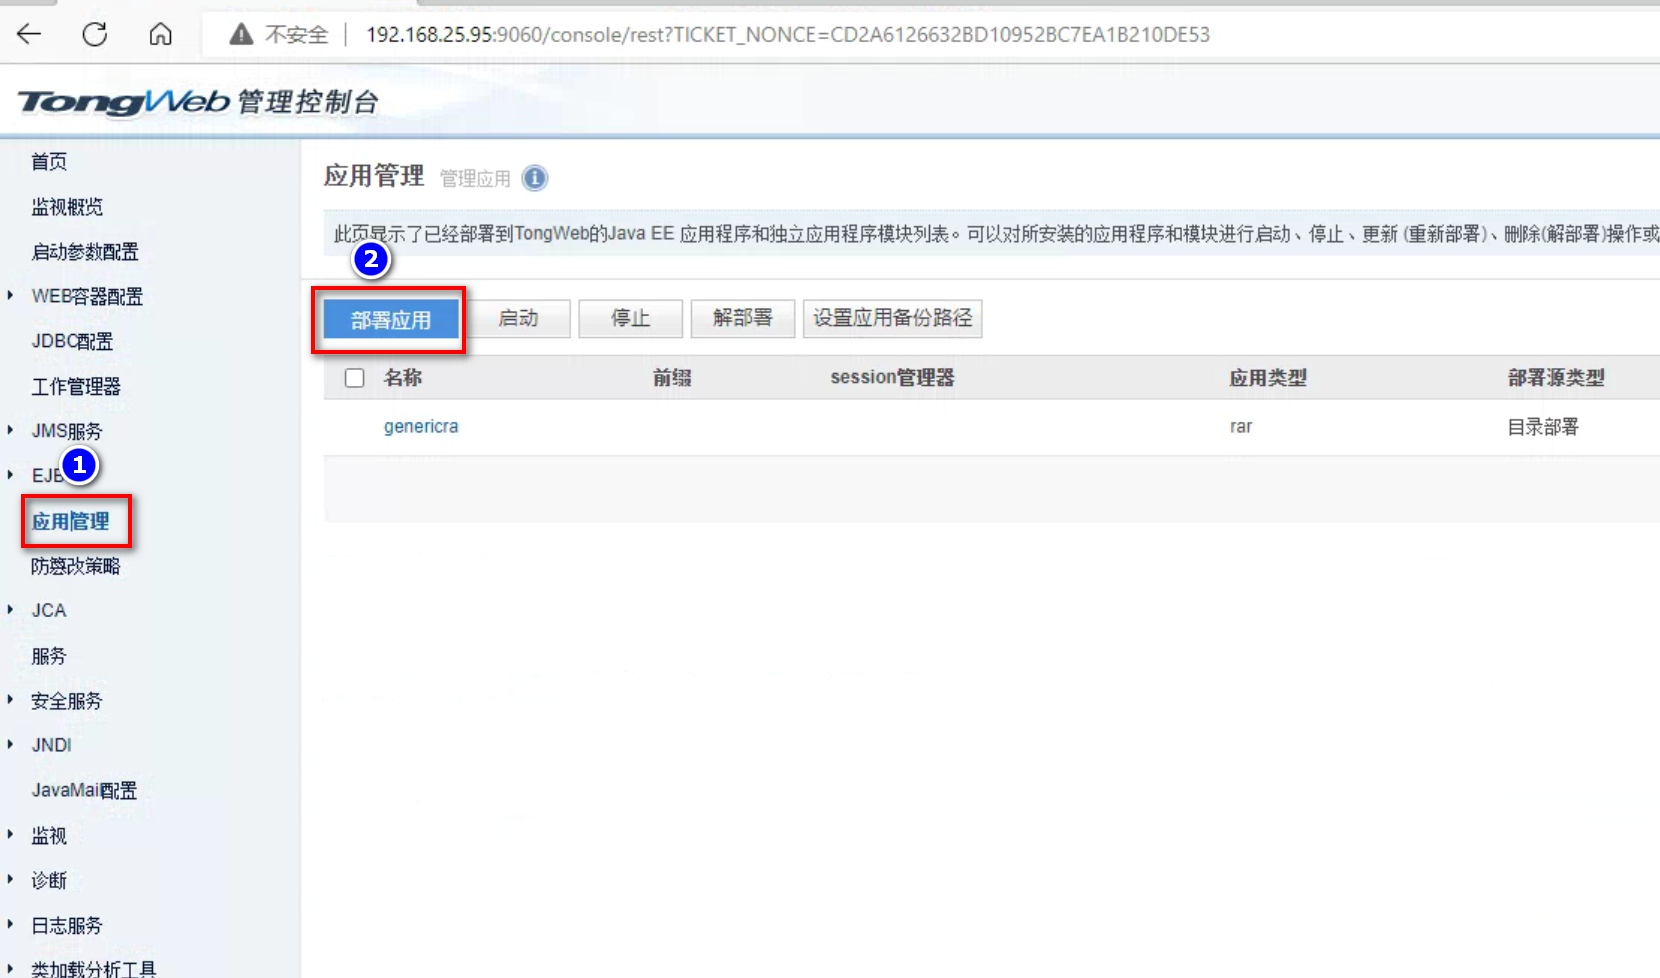 不安全 | 192.168.25.95:9060/console/rest?TICKET_NONCE=CD2A6126632BD10952BC7EA1B210DE53
TongWeb 管理控制台
首页
监视概览
启动参数配置
WEB容器配置
JDBC配置
工作管理器
JMS服务
EJB
1
应用管理
防篡改策略
JCA
服务
安全服务
JNDI
JavaMail配置
监视
诊断
日志服务
类加载分析工具
应用管理 管理应用
此页显示了已经部署到TongWeb的Java EE 应用程序和独立应用程序模块列表。可以对所安装的应用程序和模块进行启动、停止、更新 (重新部署)、删除(解部署)操作或
2
部署应用 启动 停止 解部署 设置应用备份路径
名称 前缀 session管理器 应用类型 部署源类型
genericra rar 目录部署